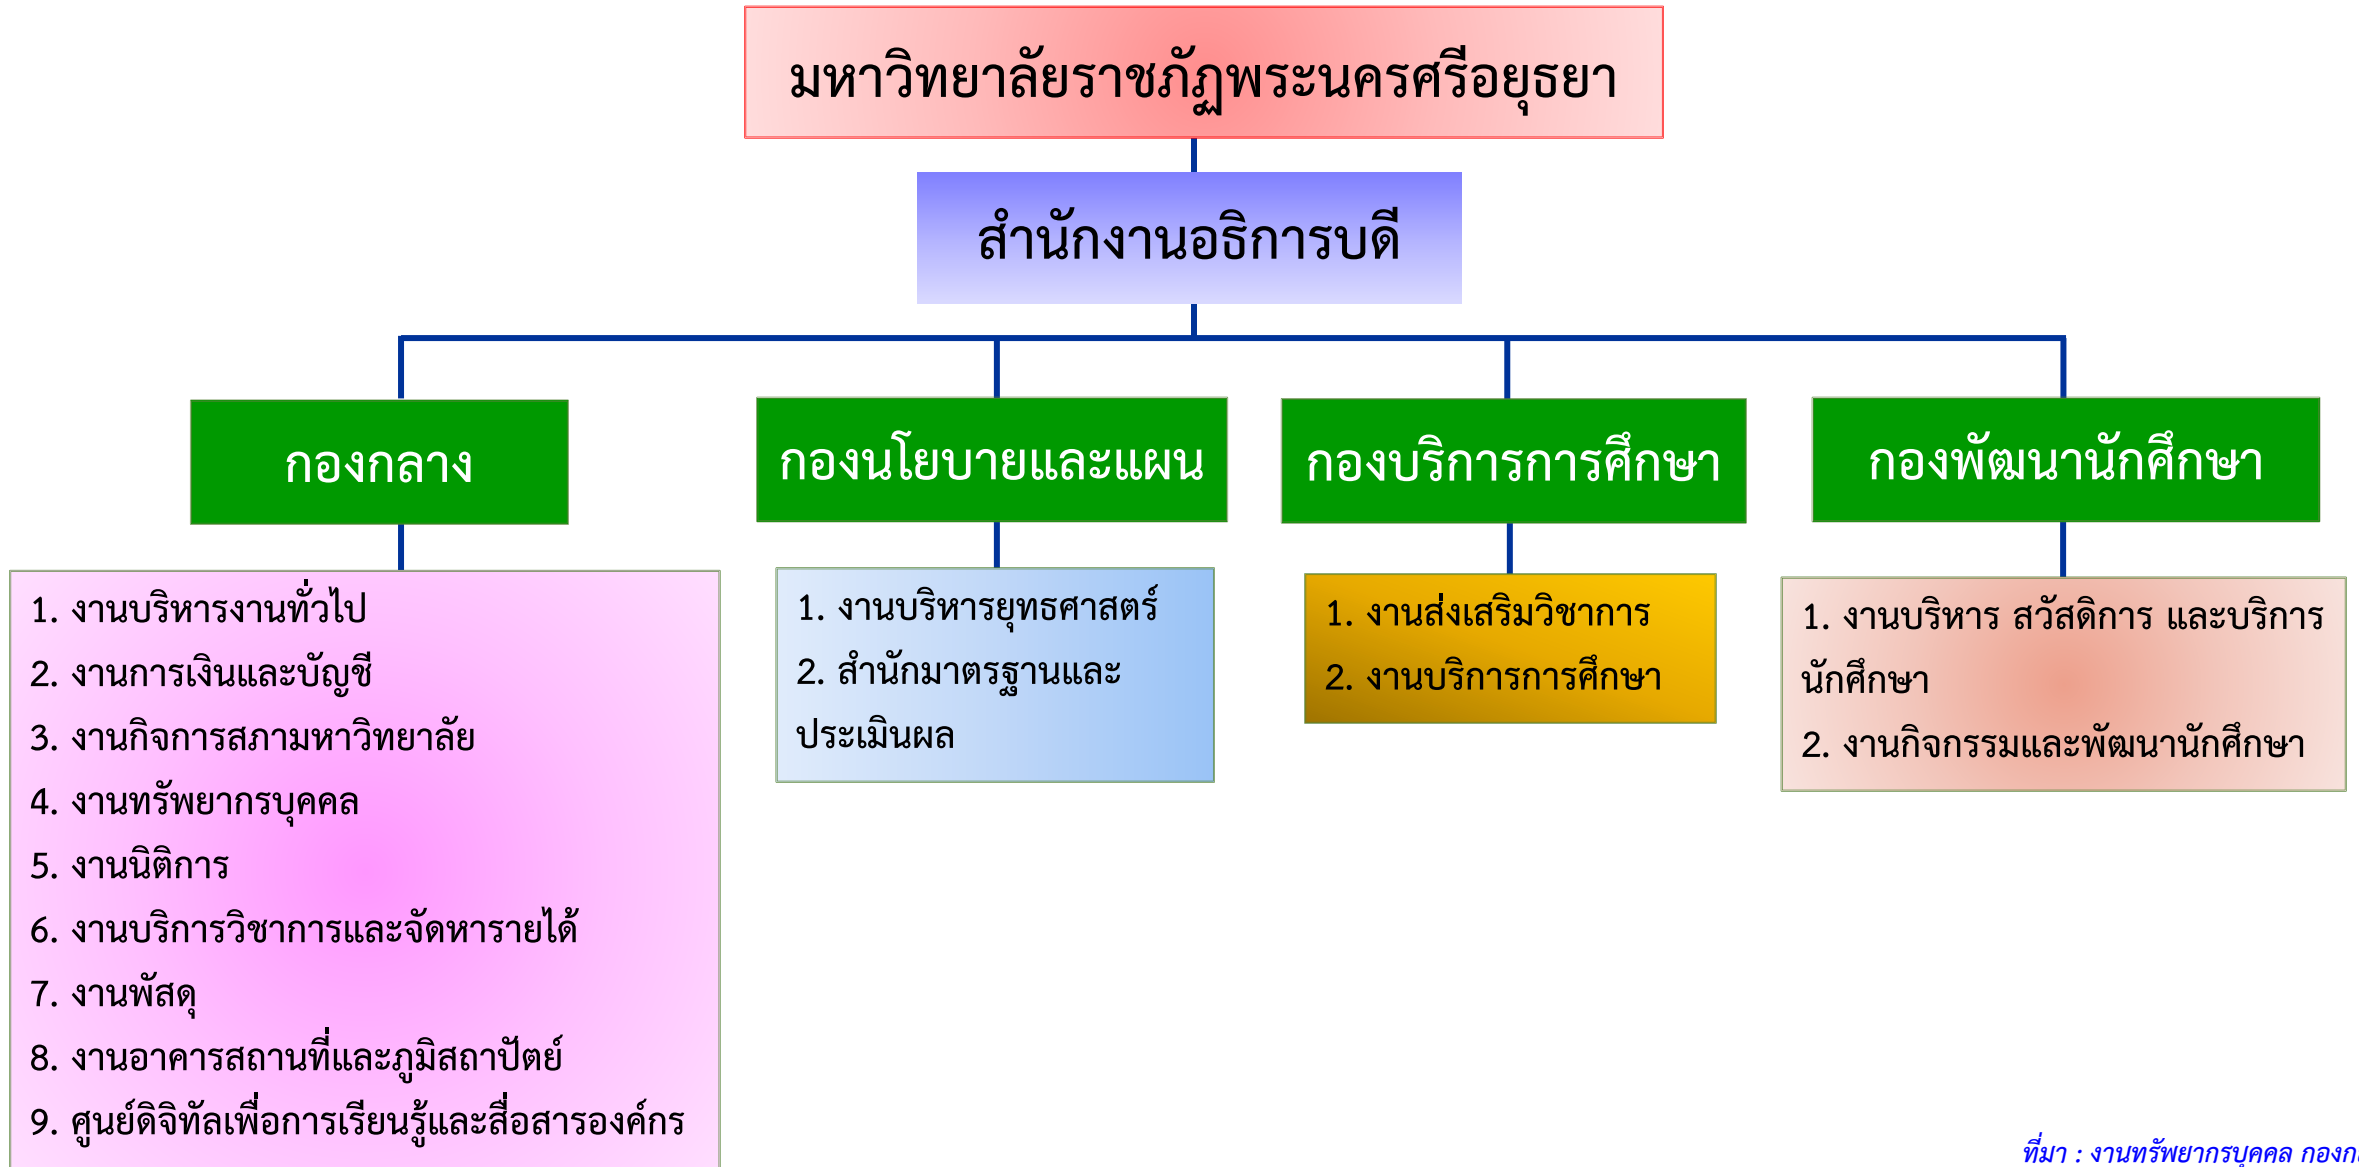 มหาวิทยาลัยราชภัฏพระนครศรีอยุธยา
สำนักงานอธิการบดี
กองกลาง
1. งานบริหารงานทั่วไป
2. งานการเงินและบัญชี
3. งานกิจการสภามหาวิทยาลัย
4. งานทรัพยากรบุคคล
5. งานนิติการ
6. งานบริการวิชาการและจัดหารายได้
7. งานพัสดุ
8. งานอาคารสถานที่และภูมิสถาปัตย์
9. ศูนย์ดิจิทัลเพื่อการเรียนรู้และสื่อสารองค์กร
กองนโยบายและแผน
1. งานบริหารยุทธศาสตร์
2. สำนักมาตรฐานและ
ประเมินผล
กองบริการการศึกษา
1. งานส่งเสริมวิชาการ
2. งานบริการการศึกษา
กองพัฒนานักศึกษา
1. งานบริหาร สวัสดิการ และบริการ
นักศึกษา
2. งานกิจกรรมและพัฒนานักศึกษา
ที่มา : งานทรัพยากรบุคคล